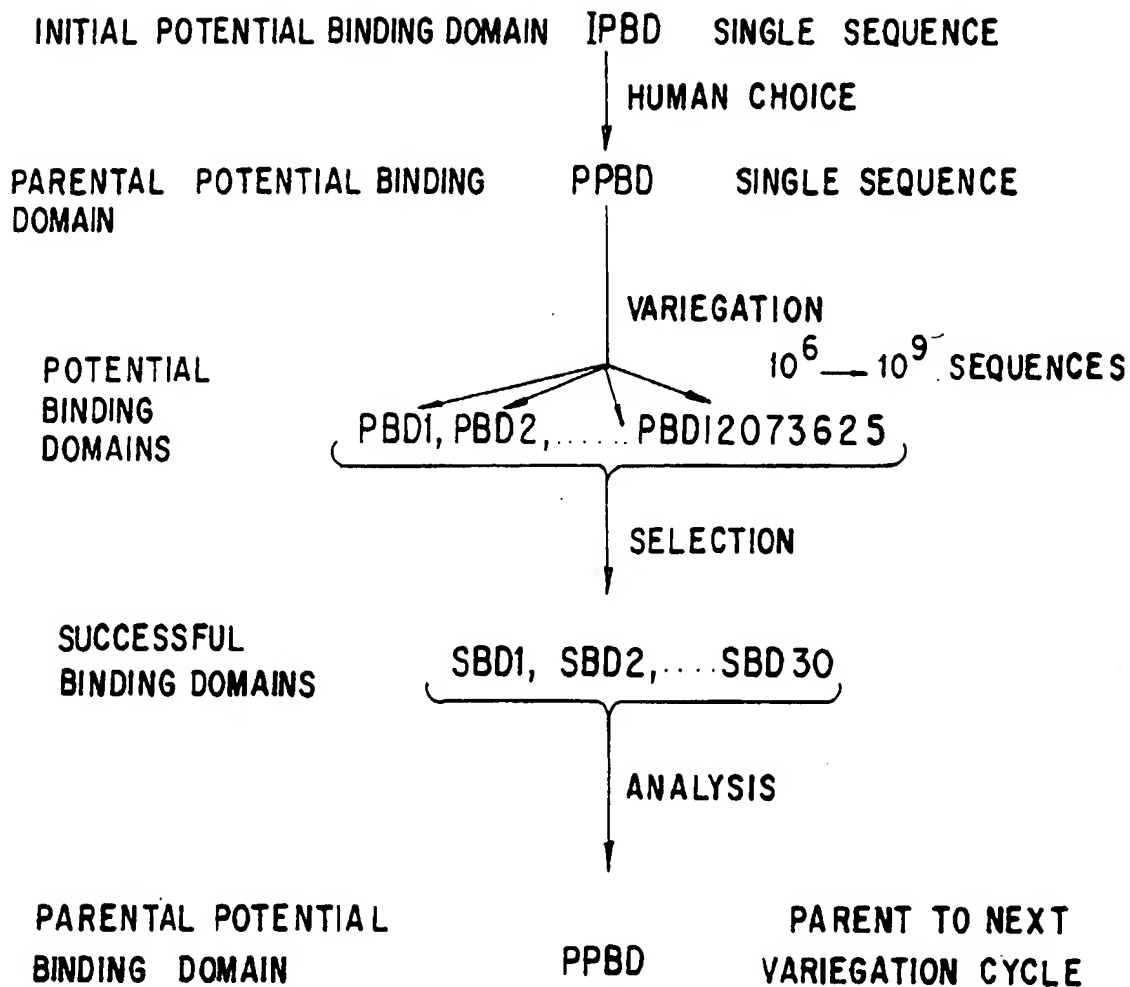 INITIAL POTENTIAL BINDING DOMAIN IPBD SINGLE SEQUENCE
HUMAN CHOICE
PARENTAL POTENTIAL BINDING DOMAIN PPBD SINGLE SEQUENCE
VARIEGATION
10^6 — 10^9 SEQUENCES
POTENTIAL
BINDING
DOMAINS
PBD1, PBD2, ...... PBD12073625
SELECTION
SUCCESSFUL
BINDING DOMAINS
SBD1, SBD2, .... SBD30
ANALYSIS
PARENTAL POTENTIAL
BINDING DOMAIN
PPBD
PARENT TO NEXT
VARIEGATION CYCLE